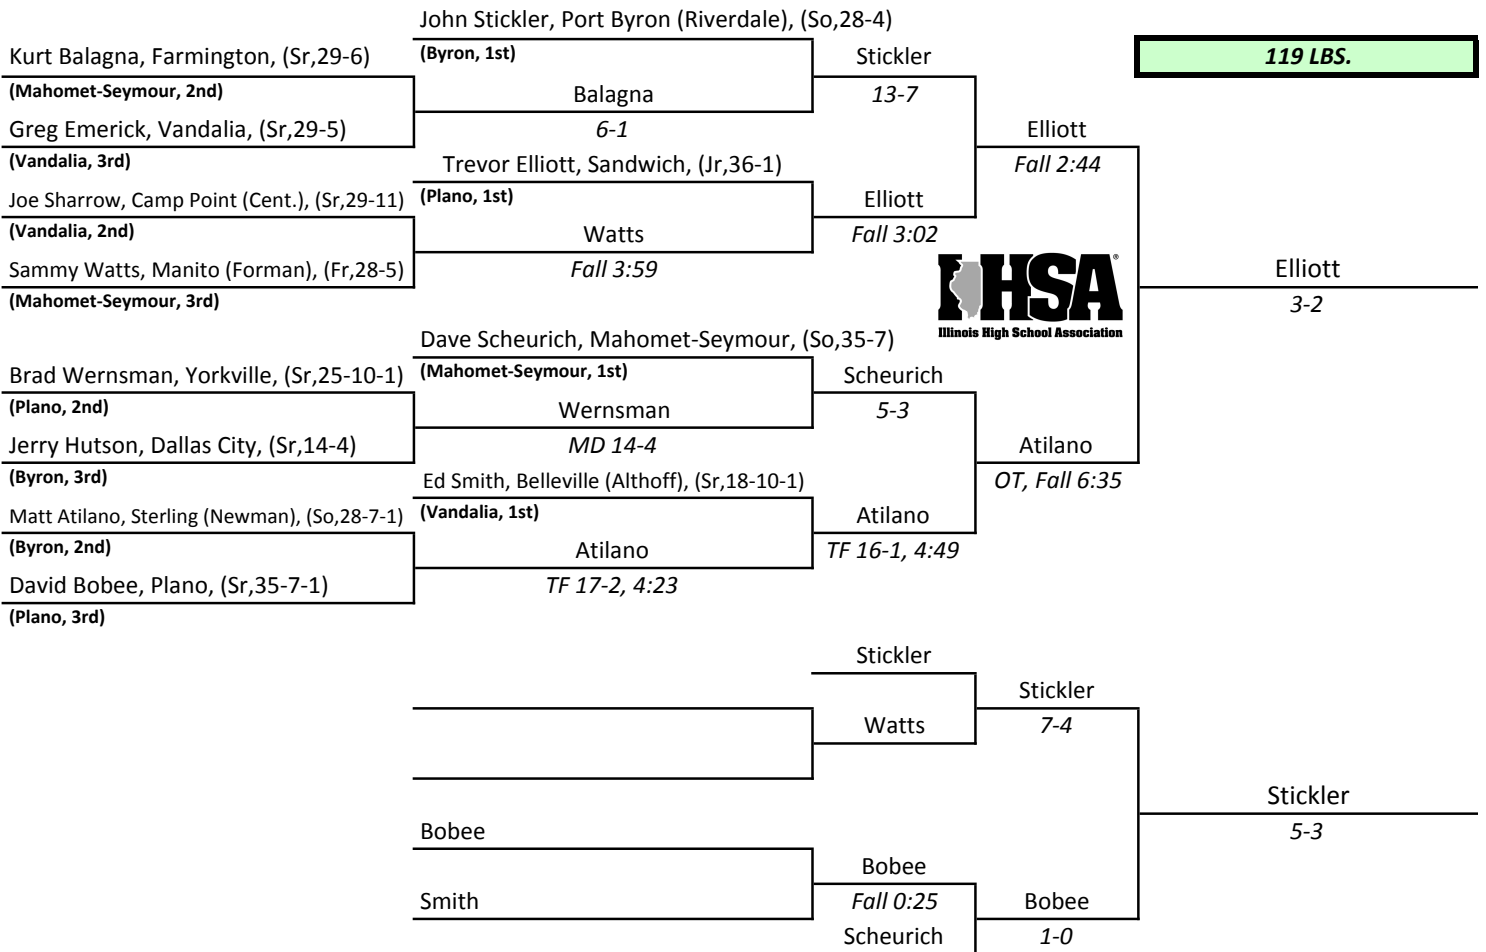 John Stickler, Port Byron (Riverdale), (So,28-4)
Kurt Balagna, Farmington, (Sr,29-6)
(Byron, 1st)
Stickler
119 LBS.
(Mahomet-Seymour, 2nd)
Balagna
13-7
Greg Emerick, Vandalia, (Sr,29-5)
6-1
Elliott
(Vandalia, 3rd)
Trevor Elliott, Sandwich, (Jr,36-1)
Fall 2:44
Joe Sharrow, Camp Point (Cent.), (Sr,29-11)
(Plano, 1st)
Elliott
(Vandalia, 2nd)
Watts
Fall 3:02
Sammy Watts, Manito (Forman), (Fr,28-5)
Fall 3:59
IHSA®
Elliott
(Mahomet-Seymour, 3rd)
3-2
Illinois High School Association
Dave Scheurich, Mahomet-Seymour, (So,35-7)
Brad Wernsman, Yorkville, (Sr,25-10-1)
(Mahomet-Seymour, 1st)
Scheurich
(Plano, 2nd)
Wernsman
5-3
Jerry Hutson, Dallas City, (Sr,14-4)
MD 14-4
Atilano
(Byron, 3rd)
Ed Smith, Belleville (Althoff), (Sr,18-10-1)
OT, Fall 6:35
Matt Atilano, Sterling (Newman), (So,28-7-1)
(Vandalia, 1st)
Atilano
(Byron, 2nd)
Atilano
TF 16-1, 4:49
David Bobee, Plano, (Sr,35-7-1)
TF 17-2, 4:23
(Plano, 3rd)
Stickler
Stickler
Watts
7-4
Stickler
Bobee
5-3
Bobee
Smith
Fall 0:25
Bobee
Scheurich
1-0